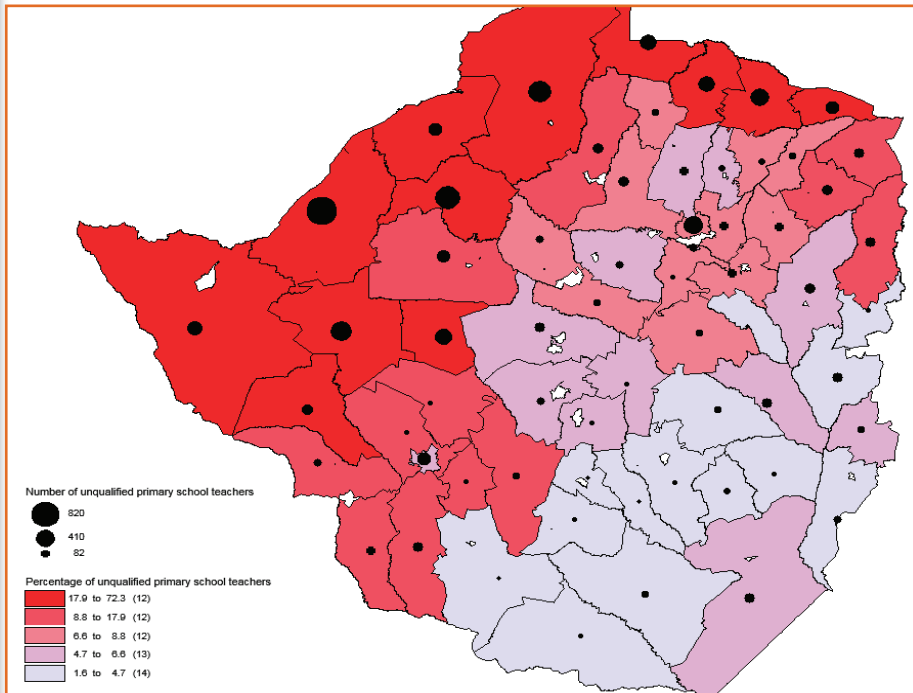 Number of unqualified primary school teachers
820
410
82
Percentage of unqualified primary school teachers
17.9 to 72.3 (12)
8.8 to 17.9 (12)
6.6 to 8.8 (12)
4.7 to 6.6 (13)
1.6 to 4.7 (14)